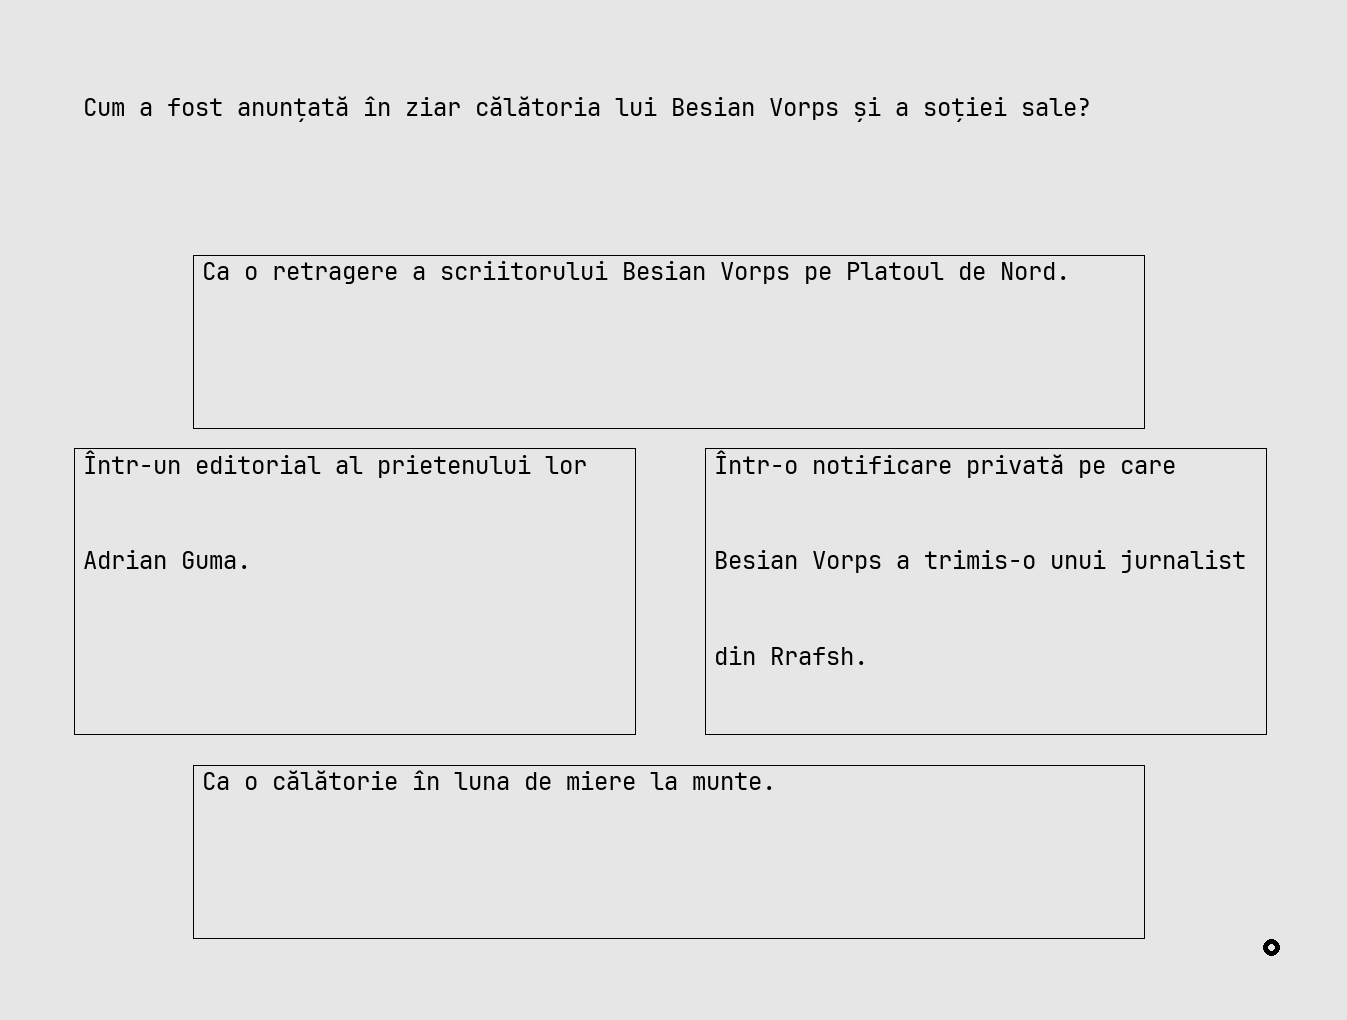 Cum a fost anunțată în ziar călătoria lui Besian Vorps și a soției sale?
Ca o retragere a scriitorului Besian Vorps pe Platoul de Nord.
Într-un editorial al prietenului lor
Adrian Guma.
Într-o notificare privată pe care
Besian Vorps a trimis-o unui jurnalist
din Rrafsh.
Ca o călătorie în luna de miere la munte.